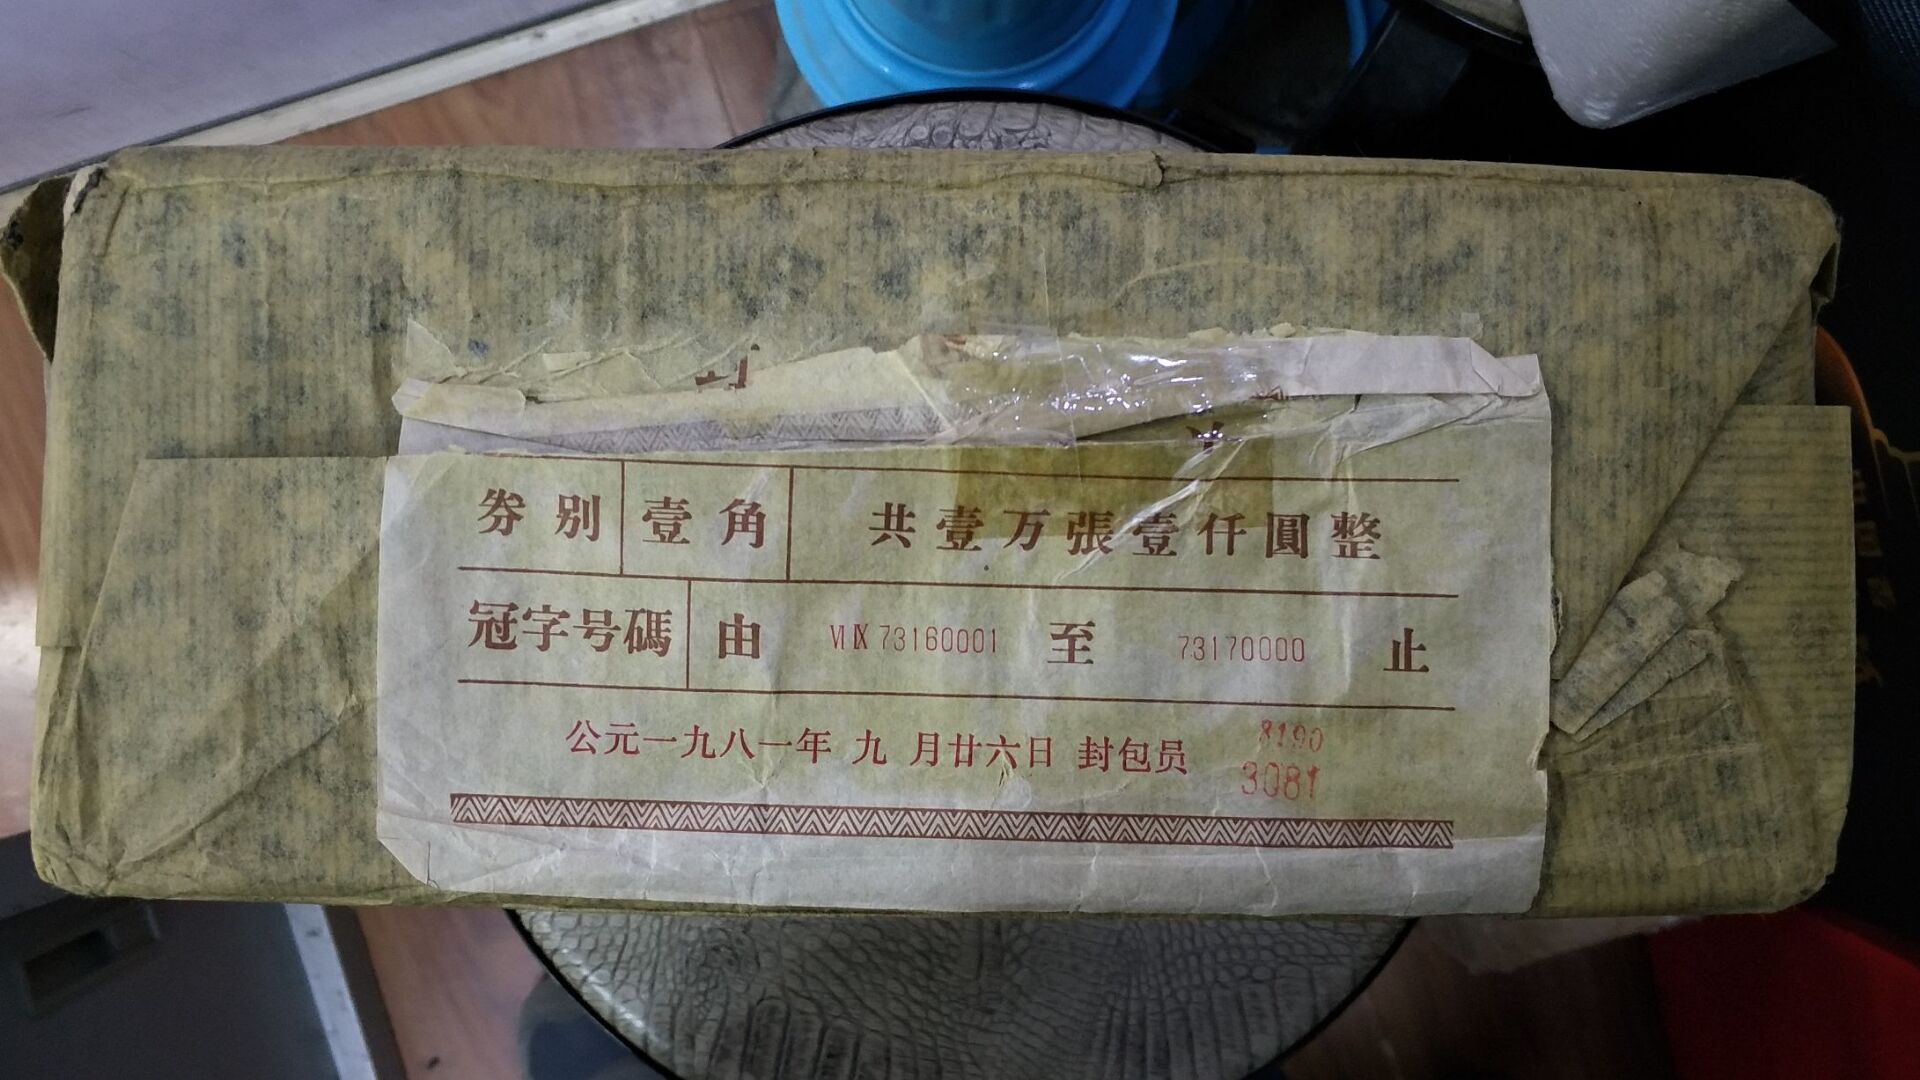 券别 壹角 共壹万張壹仟圓整
冠字号碼 由 Ⅵ Ⅸ 73160001 至 73170000 止
公元一九八一年 九 月廿六日 封包员
8190
3081